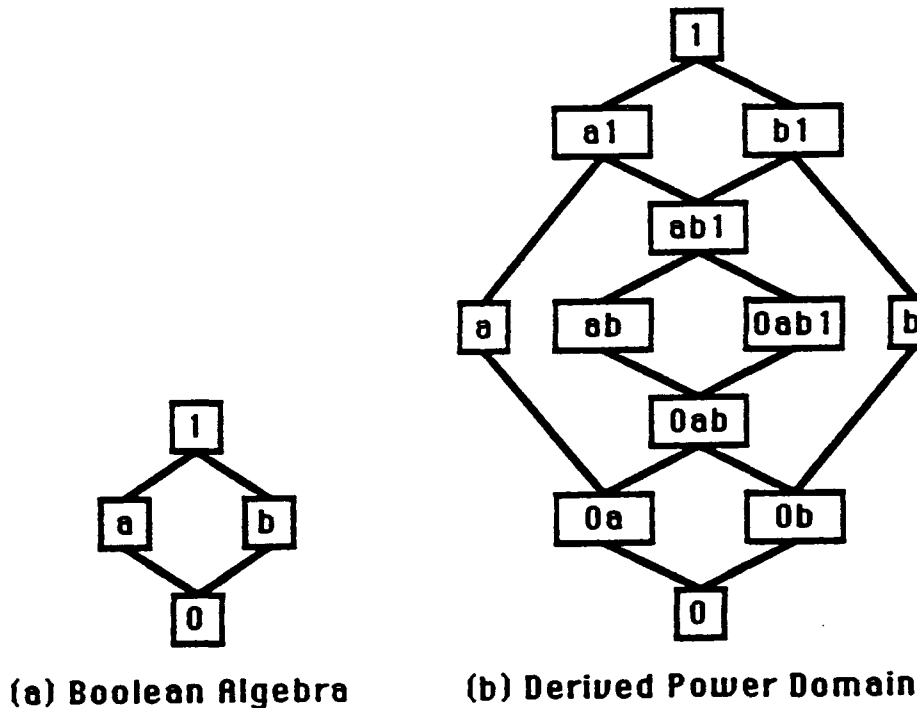 1
a
b
0
(a) Boolean Algebra
1
a1
b1
ab1
a
ab
0ab1
b
0ab
0a
0b
0
(b) Derived Power Domain